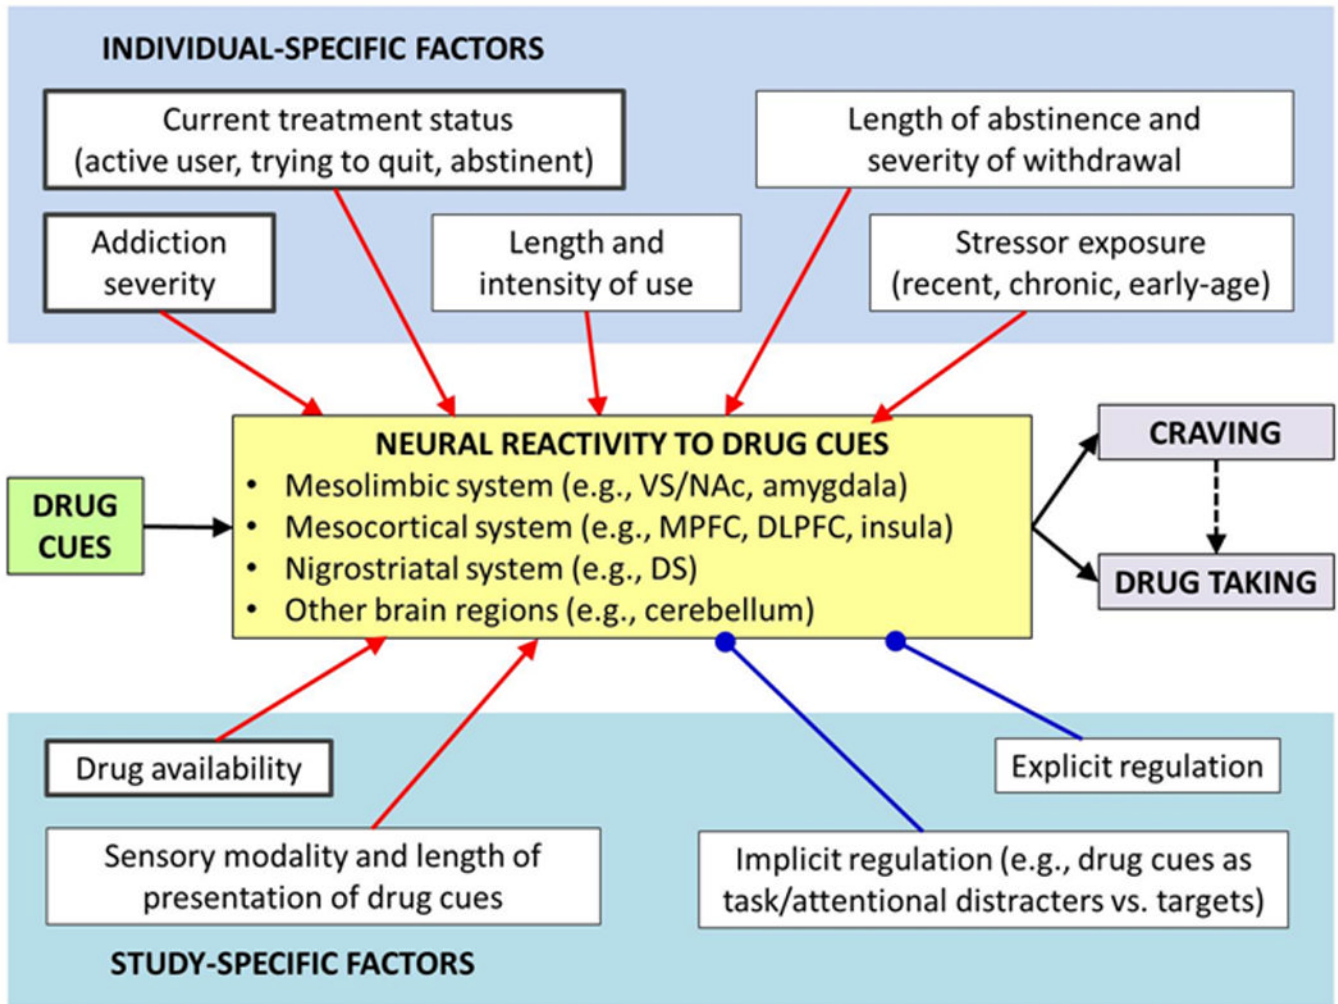 INDIVIDUAL-SPECIFIC FACTORS
Current treatment status
(active user, trying to quit, abstinent)
Length of abstinence and
severity of withdrawal
Addiction
severity
Length and
intensity of use
Stressor exposure
(recent, chronic, early-age)
DRUG
CUES
NEURAL REACTIVITY TO DRUG CUES
• Mesolimbic system (e.g., VS/NAc, amygdala)
• Mesocortical system (e.g., MPFC, DLPFC, insula)
• Nigrostriatal system (e.g., DS)
• Other brain regions (e.g., cerebellum)
CRAVING
DRUG TAKING
Drug availability
Explicit regulation
Sensory modality and length of
presentation of drug cues
Implicit regulation (e.g., drug cues as
task/attentional distracters vs. targets)
STUDY-SPECIFIC FACTORS